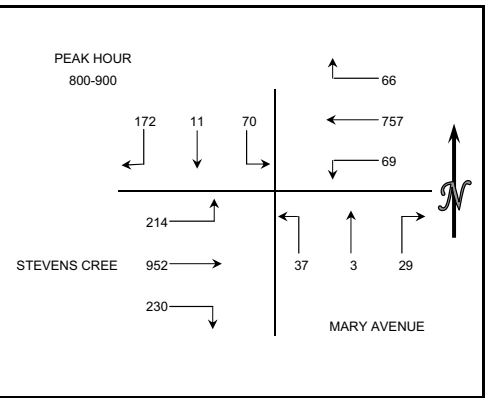 PEAK HOUR
800-900
66
172 11 70
757
69
214
STEVENS CREE 952
37 3 29
230
MARY AVENUE
N